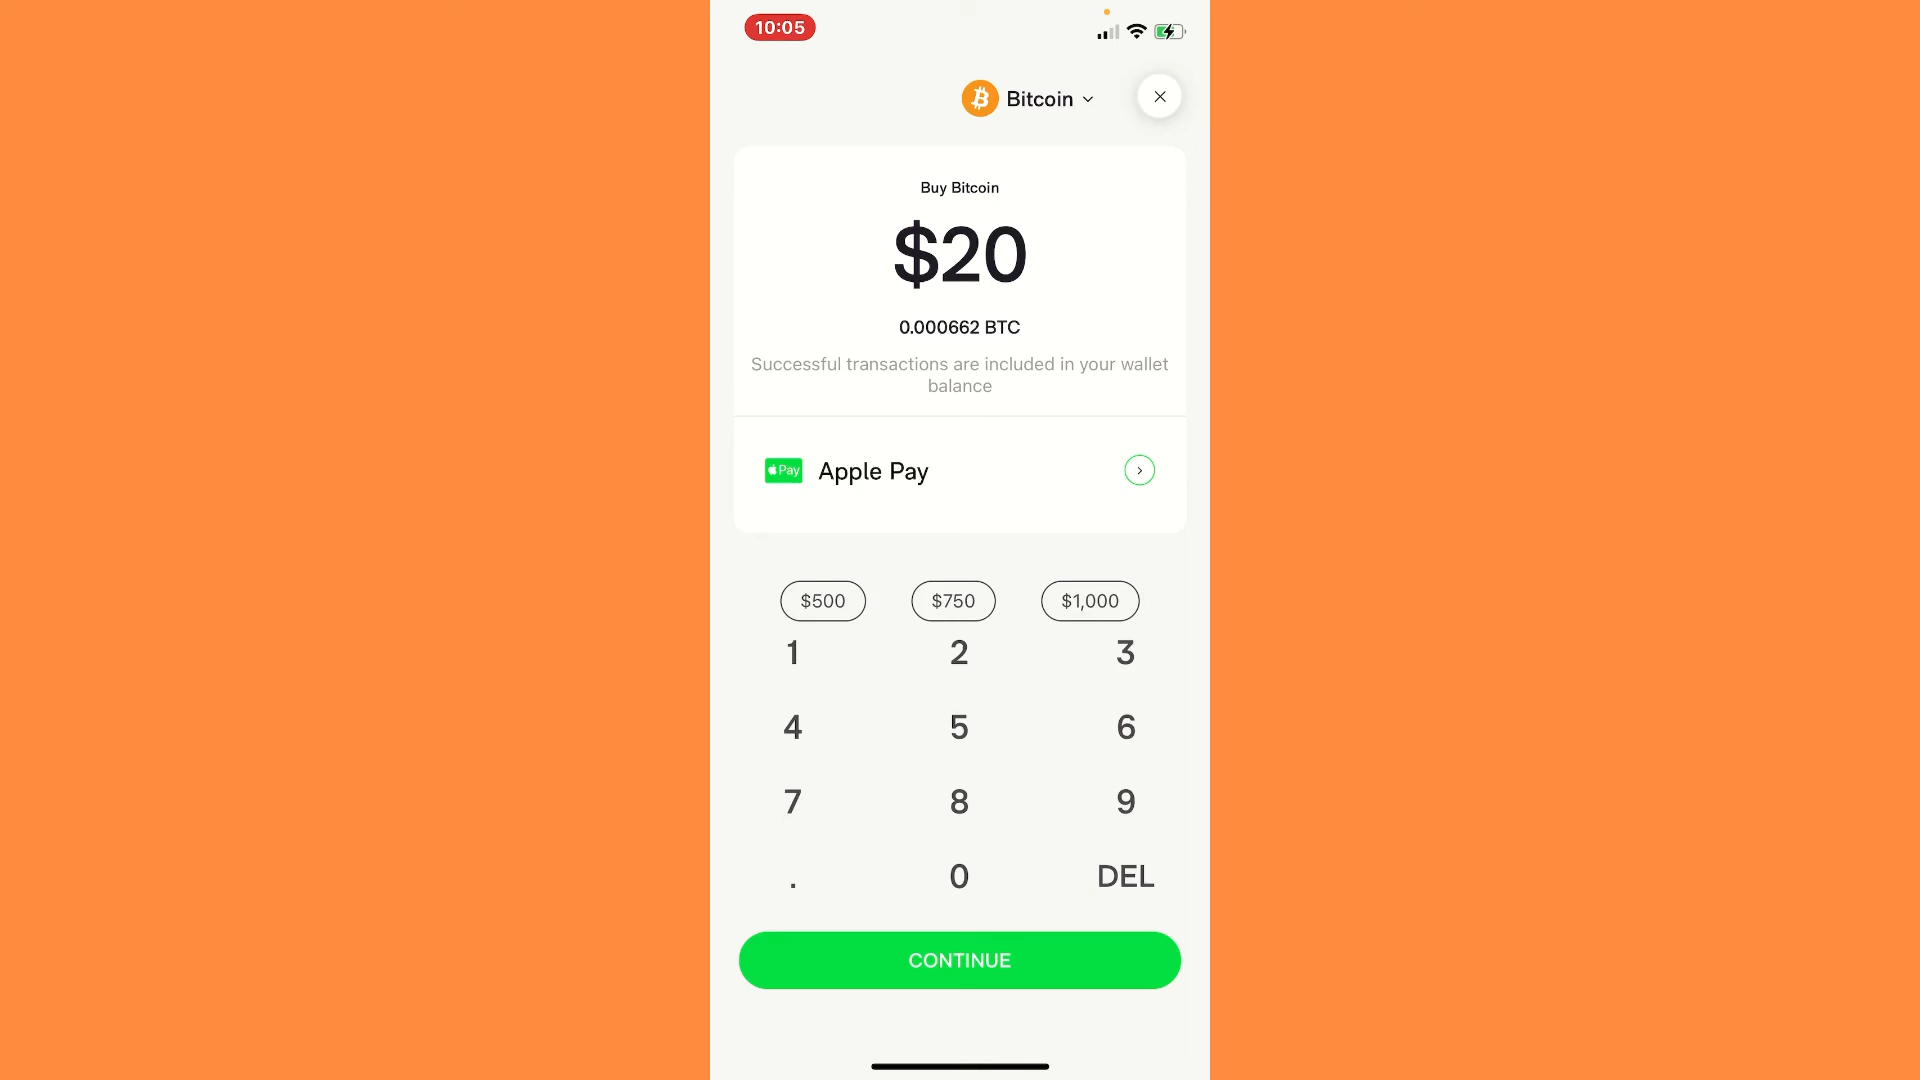 10:05
Bitcoin
Buy Bitcoin
$20
0.000662 BTC
Successful transactions are included in your wallet
balance
Pay Apple Pay
$500 $750 $1,000
1 2 3
4 5 6
7 8 9
. 0 DEL
CONTINUE